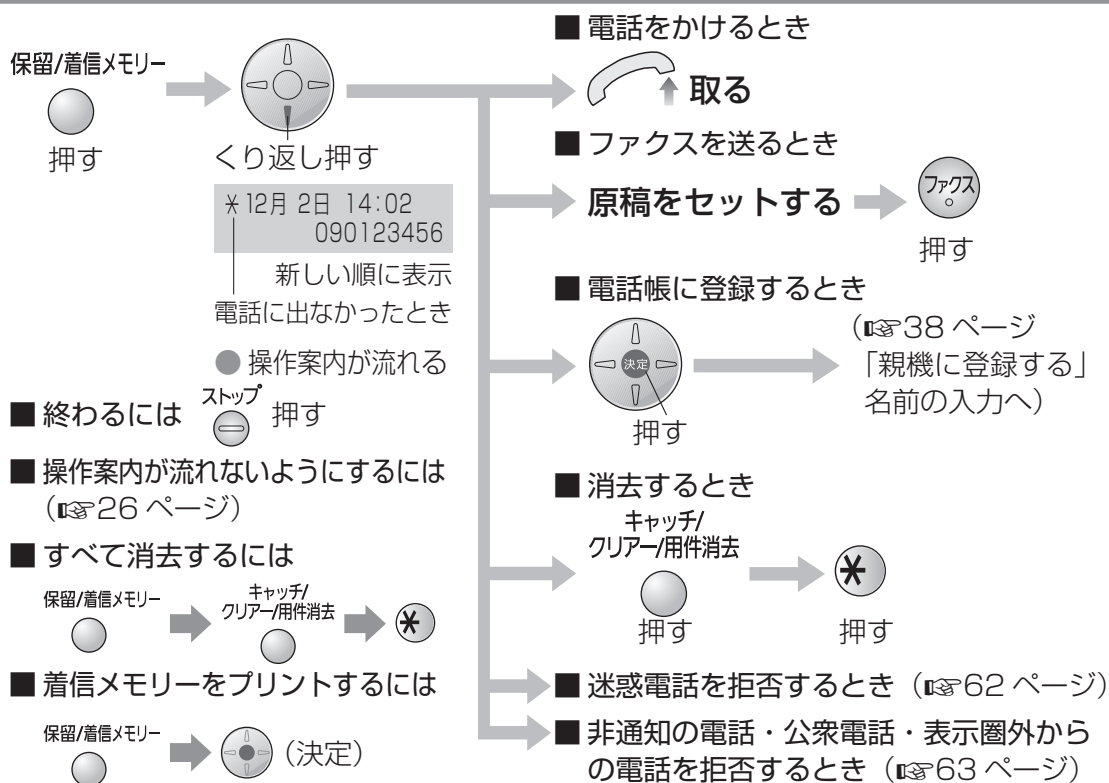 保留/着信メモリー
押す
くり返し押す
＊12月 2日 14:02
090123456
新しい順に表示
電話に出なかったとき
● 操作案内が流れる
■ 終わるには ストップ 押す
■ 操作案内が流れないようにするには
（☞26 ページ）
■ すべて消去するには
保留/着信メモリー
キャッチ/
クリアー/用件消去
＊
■ 着信メモリーをプリントするには
保留/着信メモリー
（決定）
■ 電話をかけるとき
取る
■ ファクスを送るとき
原稿をセットする
ファクス
押す
■ 電話帳に登録するとき
決定
押す
（☞38 ページ
「親機に登録する」
名前の入力へ）
■ 消去するとき
キャッチ/
クリアー/用件消去
押す
＊
押す
■ 迷惑電話を拒否するとき（☞62 ページ）
■ 非通知の電話・公衆電話・表示圏外から
の電話を拒否するとき（☞63 ページ）